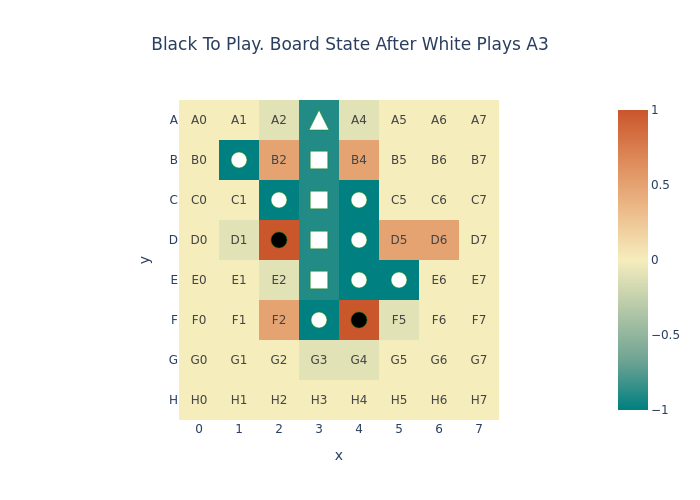 Black To Play. Board State After White Plays A3
A A0 A1 A2 A4 A5 A6 A7
B B0 B2 B4 B5 B6 B7
C C0 C1 C5 C6 C7
D D0 D1 D5 D6 D7
E E0 E1 E2 E6 E7
F F0 F1 F2 F5 F6 F7
G G0 G1 G2 G3 G4 G5 G6 G7
H H0 H1 H2 H3 H4 H5 H6 H7
0 1 2 3 4 5 6 7
x
y
1
0.5
0
−0.5
−1